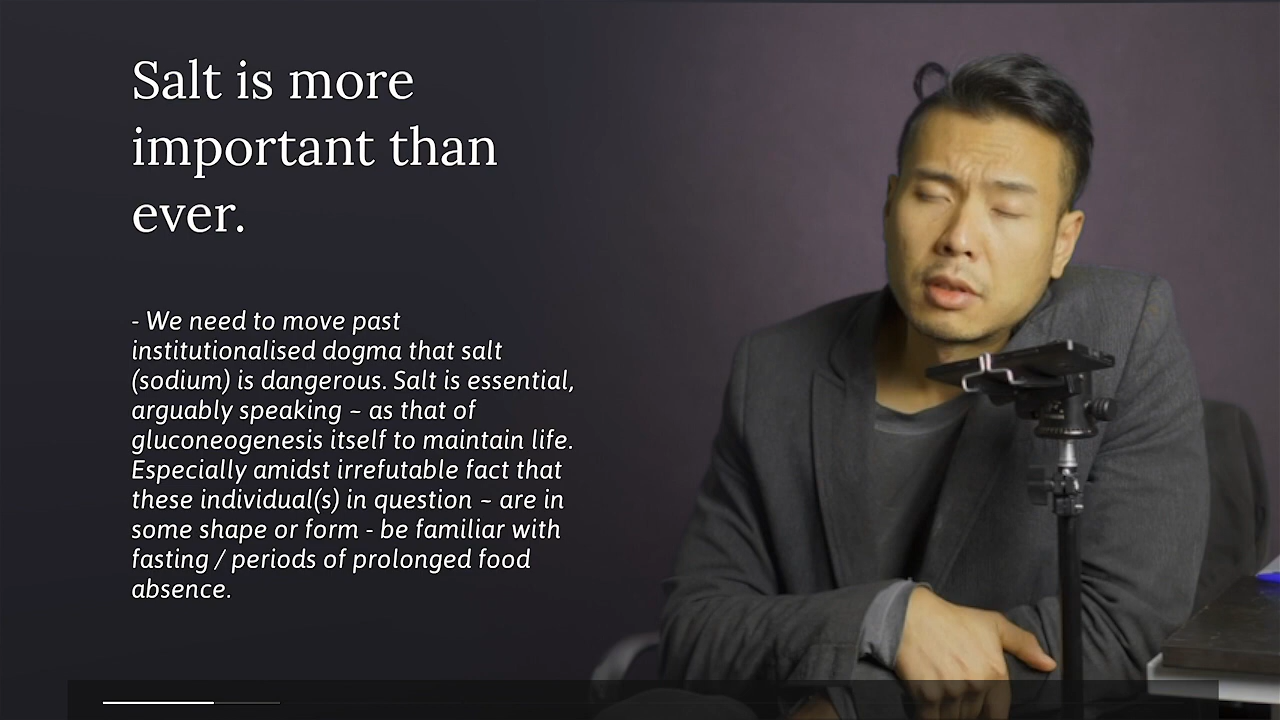 Salt is more
important than
ever.
- We need to move past
institutionalised dogma that salt
(sodium) is dangerous. Salt is essential,
arguably speaking ~ as that of
gluconeogenesis itself to maintain life.
Especially amidst irrefutable fact that
these individual(s) in question ~ are in
some shape or form - be familiar with
fasting / periods of prolonged food
absence.